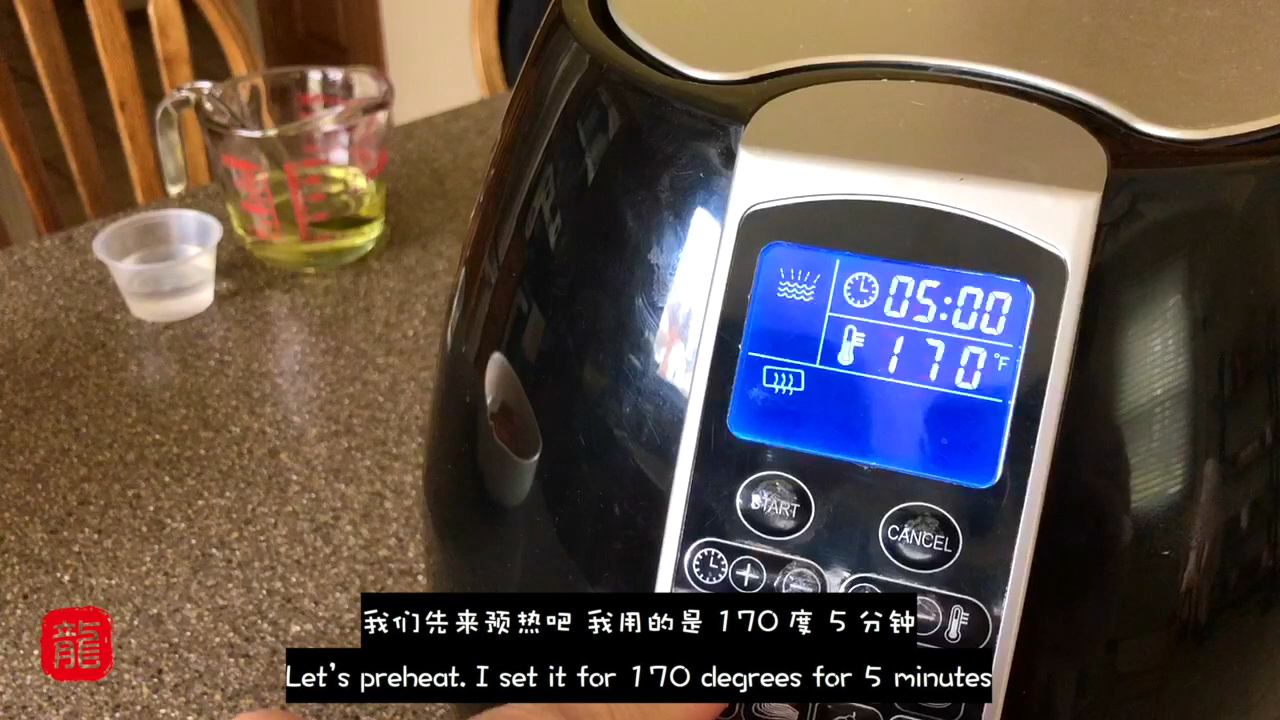 05:00
170 °F
START
CANCEL
龍
我们先来预热吧 我用的是 170 度 5 分钟
Let's preheat. I set it for 170 degrees for 5 minutes